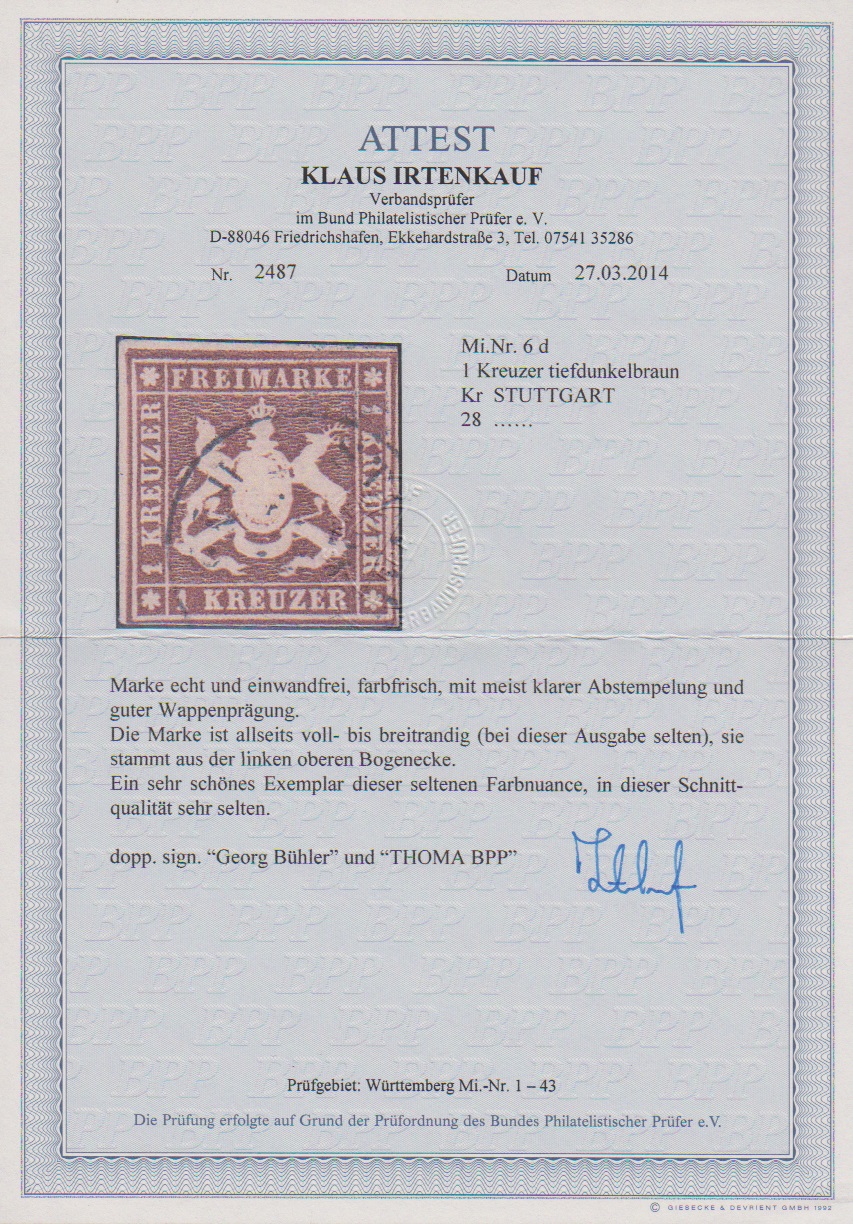 ATTEST
KLAUS IRTENKAUF
Verbandsprüfer
im Bund Philatelistischer Prüfer e. V.
D-88046 Friedrichshafen, Ekkehardstraße 3, Tel. 07541 35286
Nr. 2487 Datum 27.03.2014
FREIMARKE
1 KREUZER
1 KREUZER
1 KREUZER
Mi.Nr. 6 d
1 Kreuzer tiefdunkelbraun
Kr STUTTGART
28 ......
VERBANDSPRÜFER
Marke echt und einwandfrei, farbfrisch, mit meist klarer Abstempelung und
guter Wappenprägung.
Die Marke ist allseits voll- bis breitrandig (bei dieser Ausgabe selten), sie
stammt aus der linken oberen Bogenecke.
Ein sehr schönes Exemplar dieser seltenen Farbnuance, in dieser Schnitt-
qualität sehr selten.
dopp. sign. “Georg Bühler” und “THOMA BPP”
Prüfgebiet: Württemberg Mi.-Nr. 1 – 43
Die Prüfung erfolgte auf Grund der Prüfordnung des Bundes Philatelistischer Prüfer e.V.
© GIESECKE & DEVRIENT GMBH 1992